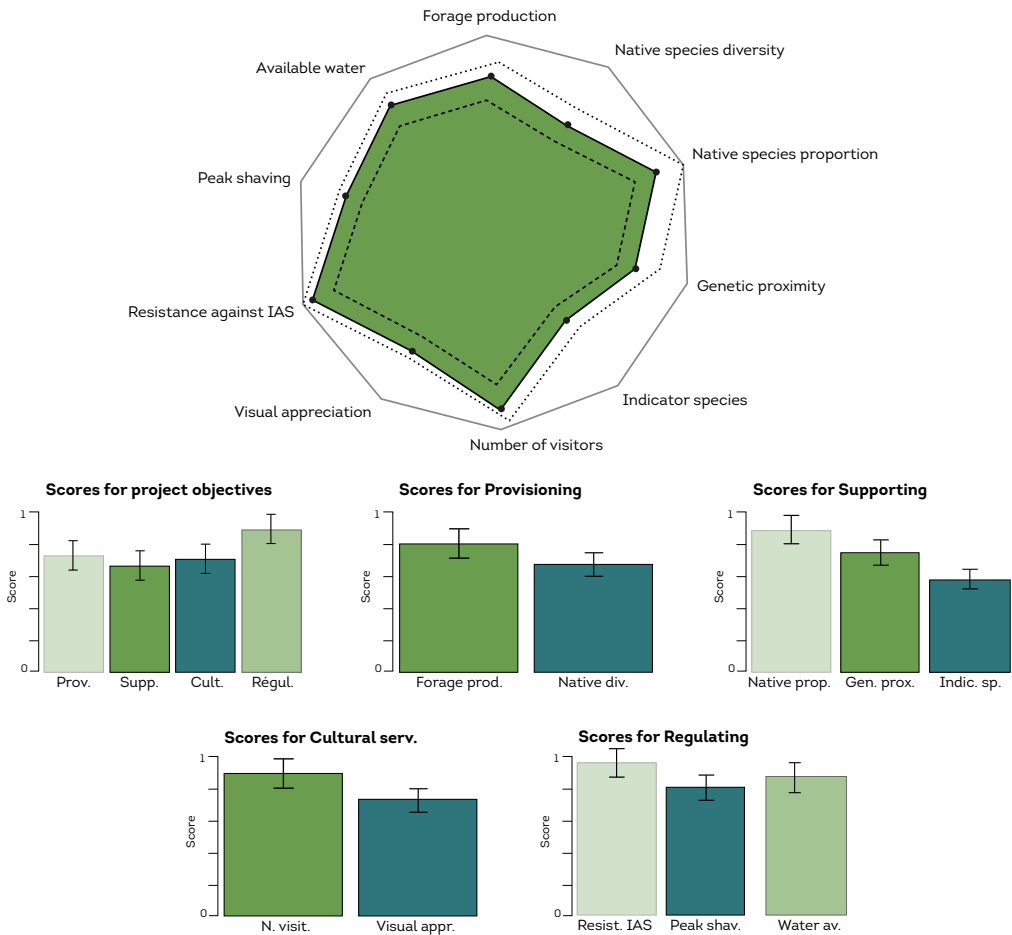 Forage production
Native species diversity
Available water
Native species proportion
Peak shaving
Genetic proximity
Resistance against IAS
Indicator species
Visual appreciation
Number of visitors
Scores for project objectives
1
Score
0
Prov.
Supp.
Cult.
Régul.
Scores for Provisioning
1
Score
0
Forage prod.
Native div.
Scores for Supporting
1
Score
0
Native prop.
Gen. prox.
Indic. sp.
Scores for Cultural serv.
1
Score
0
N. visit.
Visual appr.
Scores for Regulating
1
Score
0
Resist. IAS
Peak shav.
Water av.